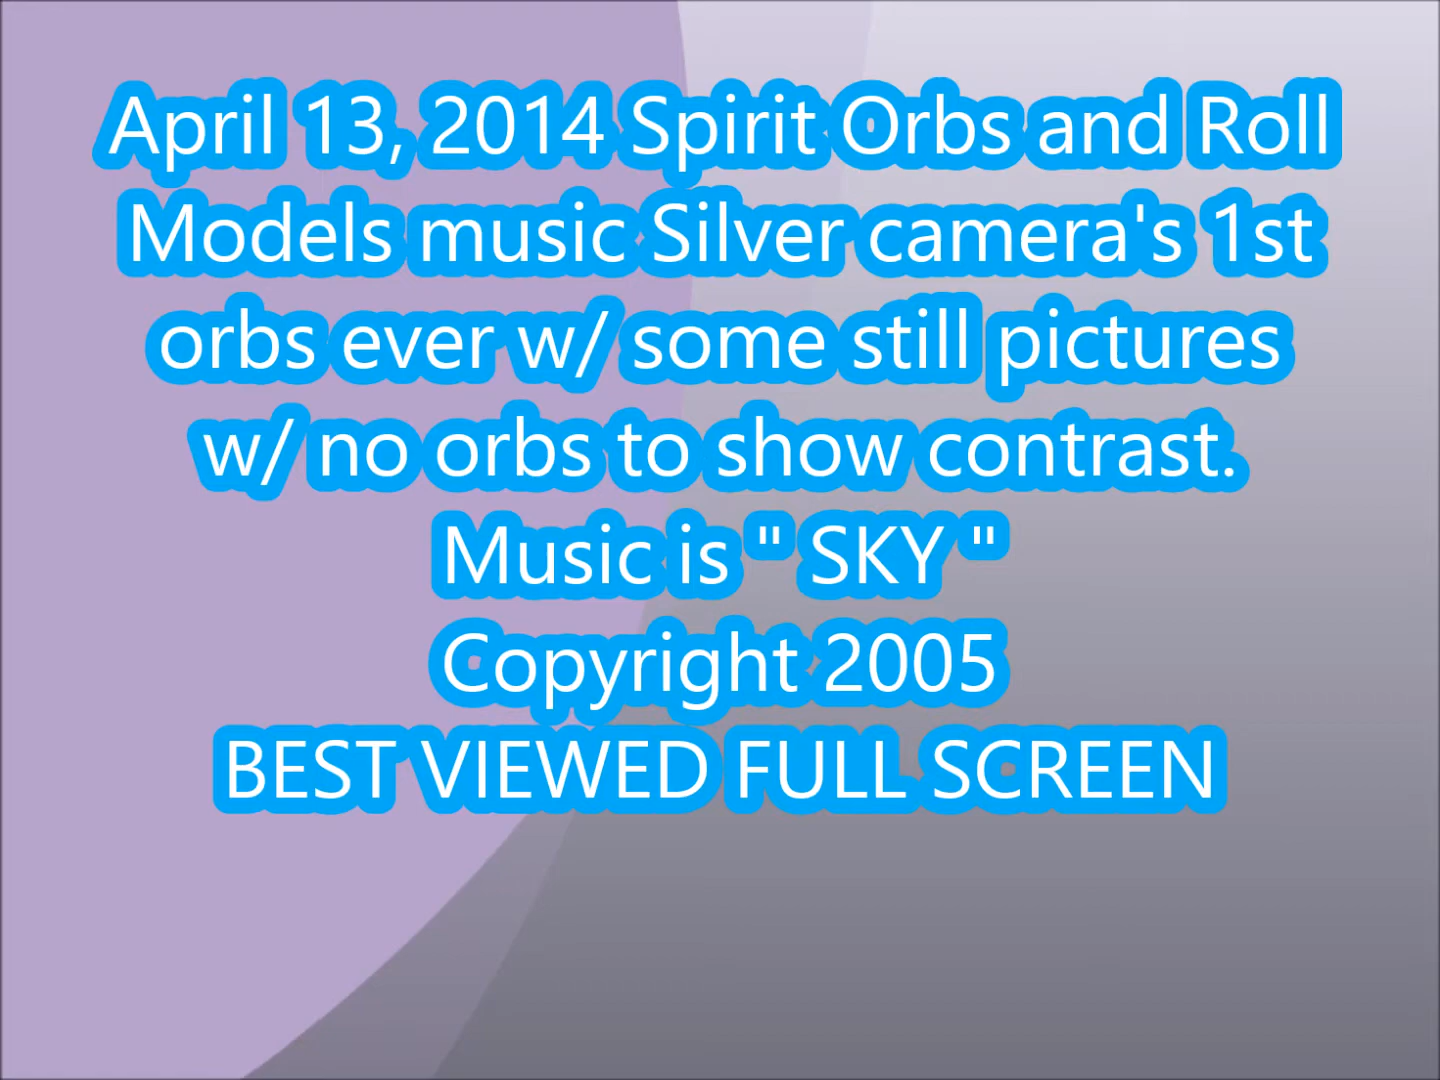 April 13, 2014 Spirit Orbs and Roll
Models music Silver camera's 1st
orbs ever w/ some still pictures
w/ no orbs to show contrast.
Music is " SKY "
Copyright 2005
BEST VIEWED FULL SCREEN